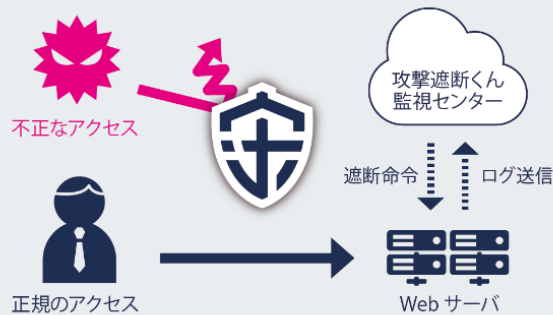 不正なアクセス
攻撃遮断くん
監視センター
遮断命令
ログ送信
正規のアクセス
Web サーバ